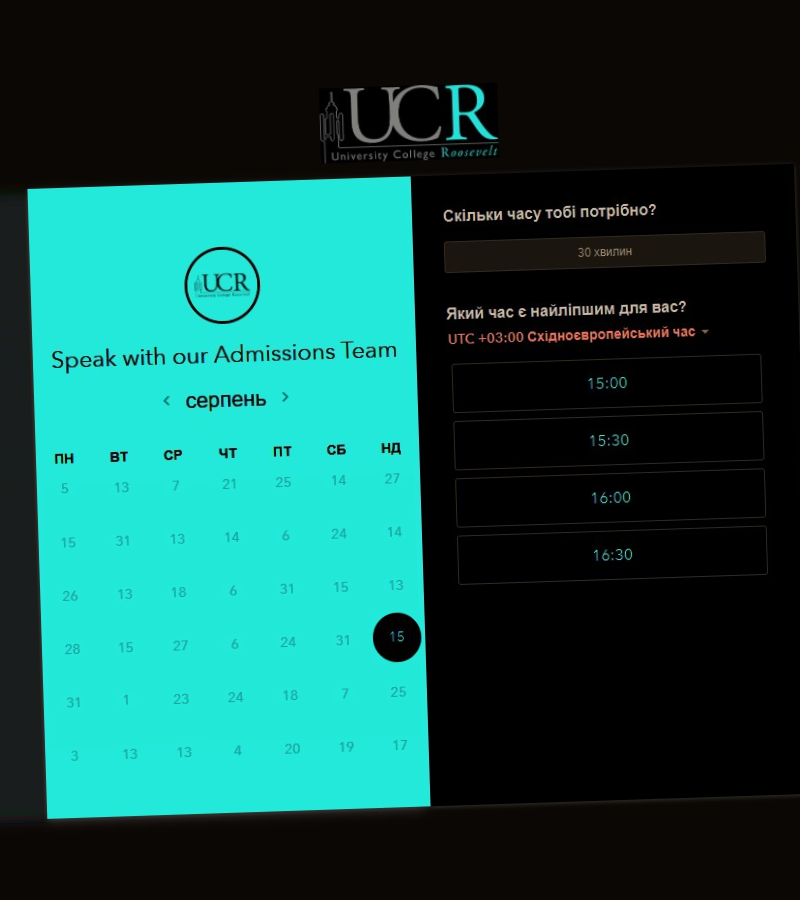 UCR
University College Roosevelt
UCR
University College Roosevelt
Speak with our Admissions Team
серпень
ПН ВТ СР ЧТ ПТ СБ НД
5 13 7 21 25 14 27
15 31 13 14 6 24 14
26 13 18 6 31 15 13
28 15 27 6 24 31 15
31 1 23 24 18 7 25
3 13 13 4 20 19 17
Скільки часу тобі потрібно?
30 хвилин
Який час є найліпшим для вас?
UTC +03:00 Східноєвропейський час
15:00
15:30
16:00
16:30